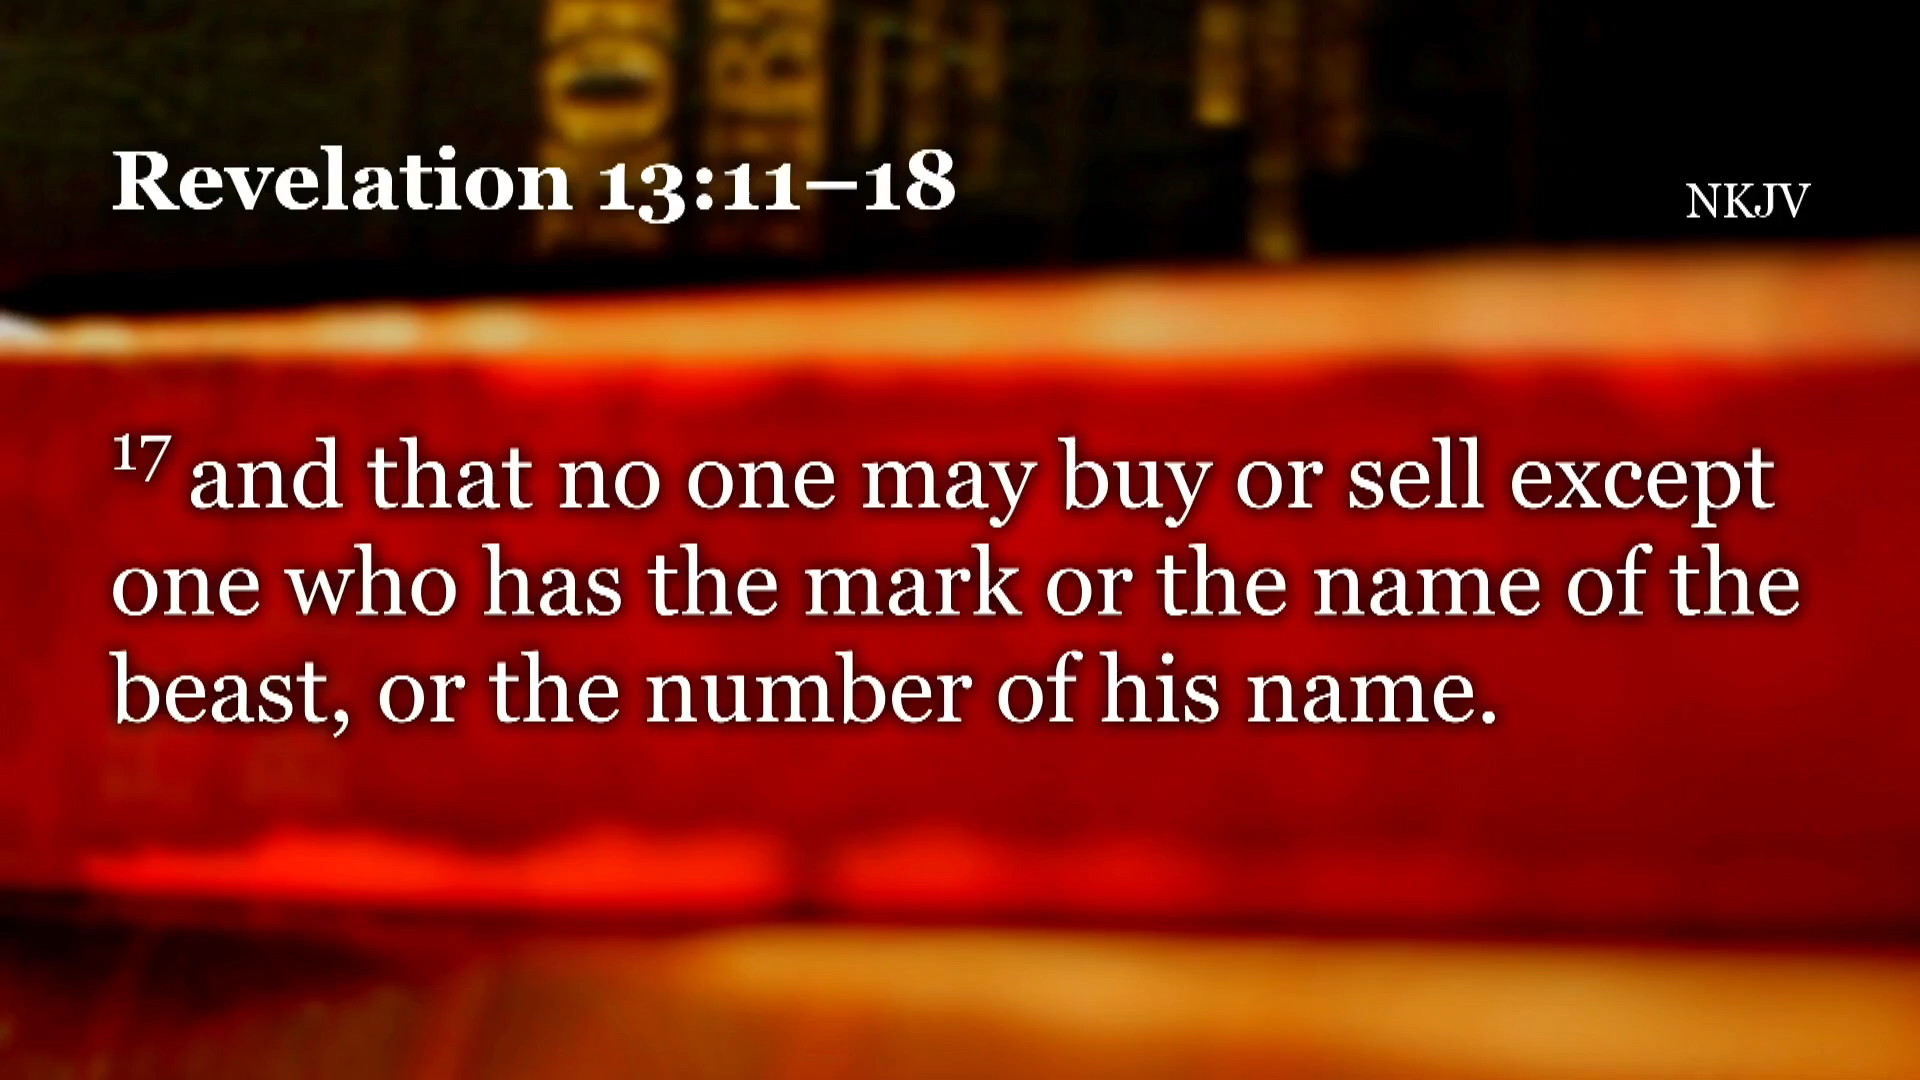 Revelation 13:11–18
NKJV
17 and that no one may buy or sell except
one who has the mark or the name of the
beast, or the number of his name.